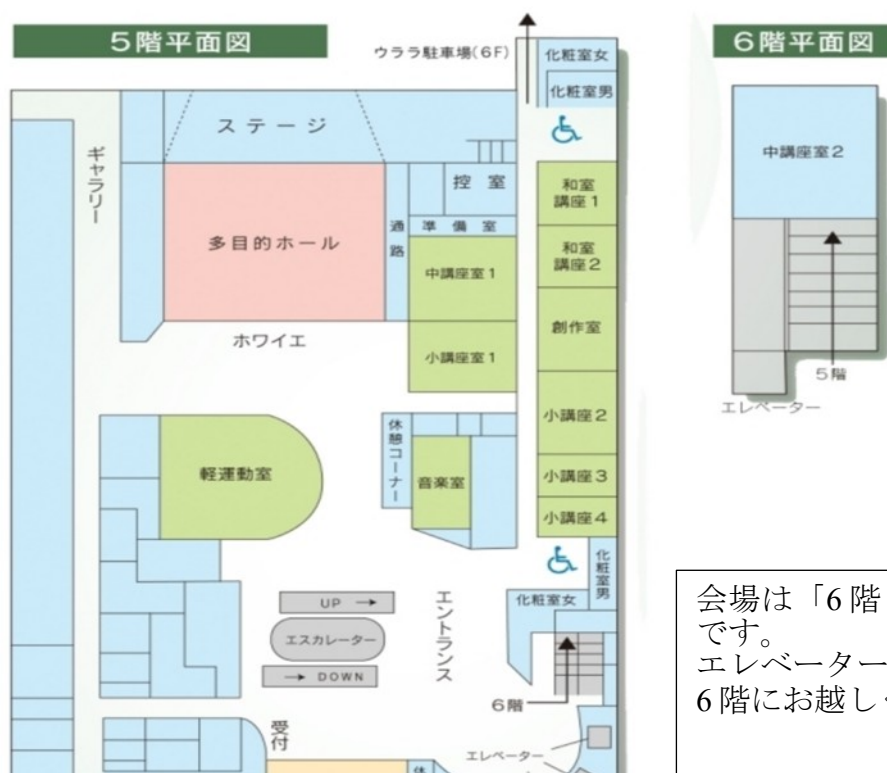 5階平面図
ウララ駐車場(6F)
化粧室女
化粧室男
ステージ
ギャラリー
控室
和室
講座1
通路
準備室
多目的ホール
和室
講座2
中講座室1
ホワイエ
創作室
小講座室1
小講座2
休憩コーナー
軽運動室
音楽室
小講座3
小講座4
化粧室男
化粧室女
UP →
エスカレーター
→ DOWN
エントランス
6階
受付
エレベーター
休
6階平面図
中講座室2
5階
エレベーター
会場は「6階
です。
エレベーター
6階にお越し